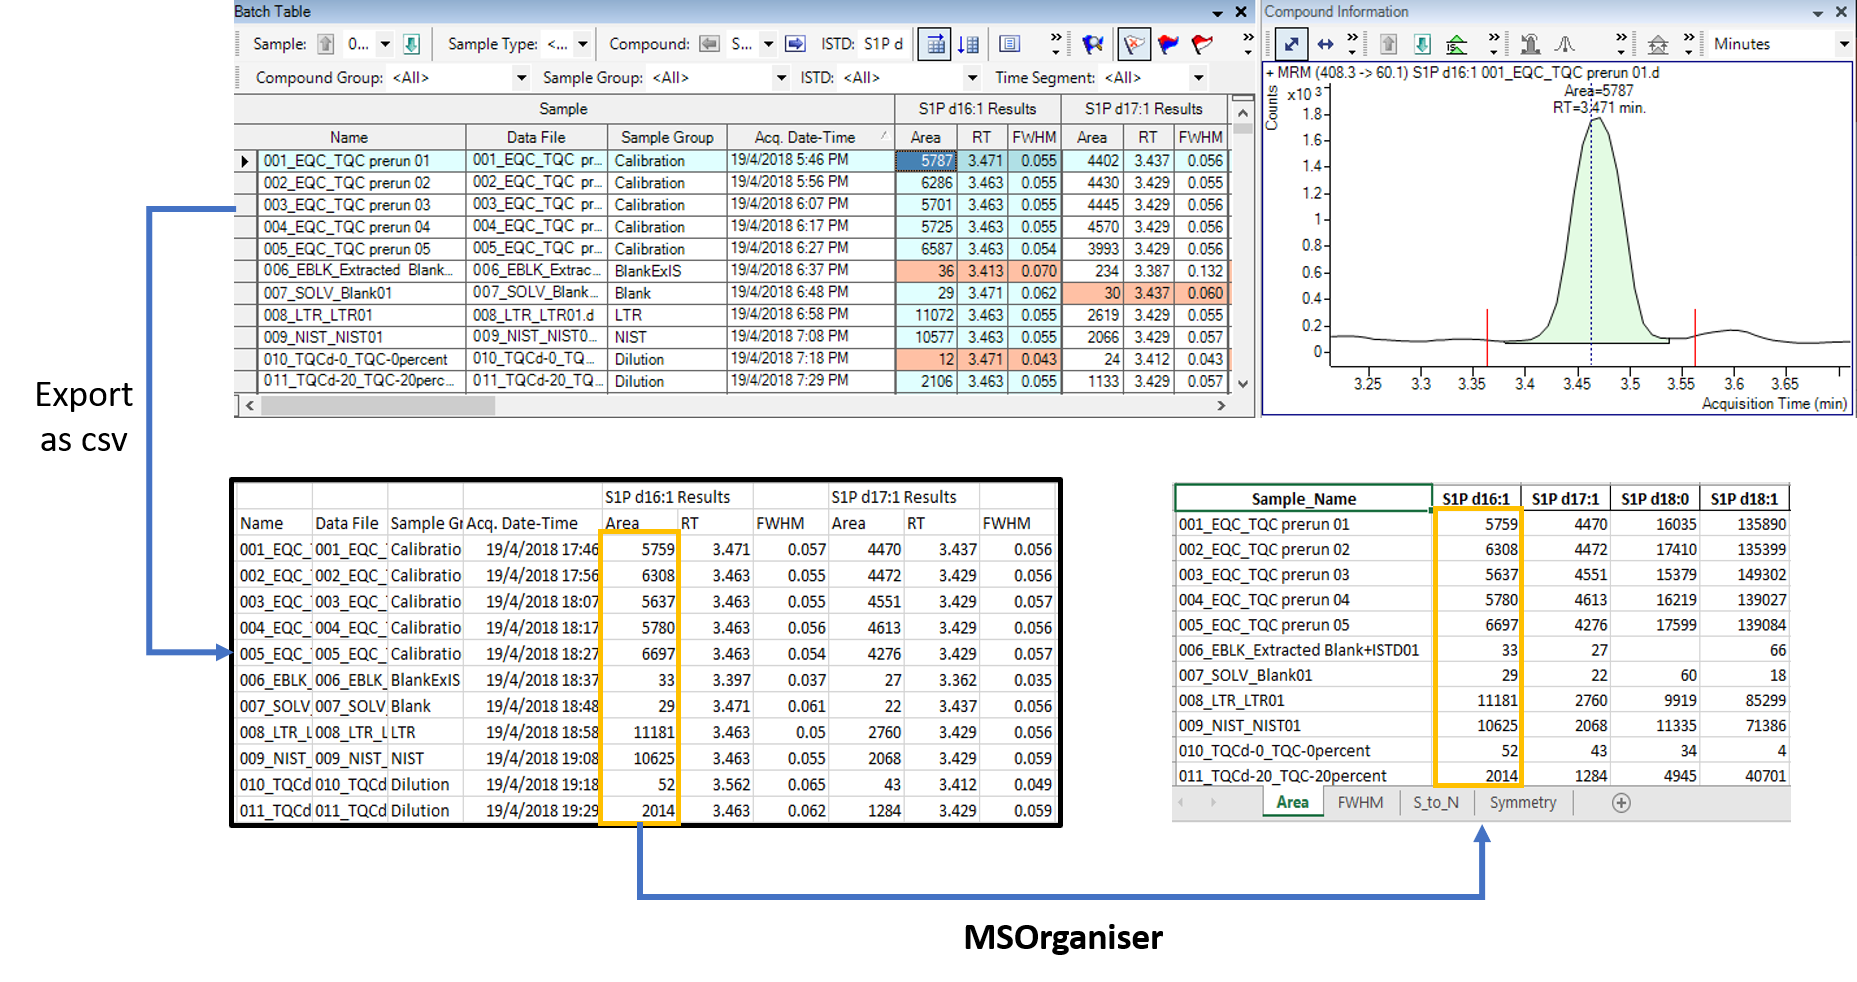 Batch Table
Sample: 0... Sample Type: <... Compound: S... ISTD: S1P d
Compound Group: <All> Sample Group: <All> ISTD: <All> Time Segment: <All>
Sample S1P d16:1 Results S1P d17:1 Results
Name Data File Sample Group Acq. Date-Time Area RT FWHM Area RT FWHM
001_EQC_TQC prerun 01 001_EQC_TQC pr... Calibration 19/4/2018 5:46 PM 5787 3.471 0.055 4402 3.437 0.056
002_EQC_TQC prerun 02 002_EQC_TQC pr... Calibration 19/4/2018 5:56 PM 6286 3.463 0.055 4430 3.429 0.055
003_EQC_TQC prerun 03 003_EQC_TQC pr... Calibration 19/4/2018 6:07 PM 5701 3.463 0.055 4445 3.429 0.056
004_EQC_TQC prerun 04 004_EQC_TQC pr... Calibration 19/4/2018 6:17 PM 5725 3.463 0.055 4570 3.429 0.056
005_EQC_TQC prerun 05 005_EQC_TQC pr... Calibration 19/4/2018 6:27 PM 6587 3.463 0.054 3993 3.429 0.056
006_EBLK_Extracted Blank... 006_EBLK_Extrac... BlankExIS 19/4/2018 6:37 PM 36 3.413 0.070 234 3.387 0.132
007_SOLV_Blank01 007_SOLV_Blank... Blank 19/4/2018 6:48 PM 29 3.471 0.062 30 3.437 0.060
008_LTR_LTR01 008_LTR_LTR01.d LTR 19/4/2018 6:58 PM 11072 3.463 0.055 2619 3.429 0.055
009_NIST_NIST01 009_NIST_NIST0... NIST 19/4/2018 7:08 PM 10577 3.463 0.055 2066 3.429 0.057
010_TQCd-0_TQC-0percent 010_TQCd-0_TQ... Dilution 19/4/2018 7:18 PM 12 3.471 0.043 24 3.412 0.043
011_TQCd-20_TQC-20perc... 011_TQCd-20_TQ... Dilution 19/4/2018 7:29 PM 2106 3.463 0.055 1133 3.429 0.057
Compound Information
Minutes
+ MRM (408.3 -> 60.1) S1P d16:1 001_EQC_TQC prerun 01.d
Counts
x10 3
Area=5787
RT=3.471 min.
1.8
1.6
1.4
1.2
1
0.8
0.6
0.4
0.2
0
3.25 3.3 3.35 3.4 3.45 3.5 3.55 3.6 3.65
Acquisition Time (min)
Export
as csv
S1P d16:1 Results S1P d17:1 Results
Name Data File Sample Gr Acq. Date-Time Area RT FWHM Area RT FWHM
001_EQC_ 001_EQC_ Calibratio 19/4/2018 17:46 5759 3.471 0.057 4470 3.437 0.056
002_EQC_ 002_EQC_ Calibratio 19/4/2018 17:56 6308 3.463 0.055 4472 3.429 0.056
003_EQC_ 003_EQC_ Calibratio 19/4/2018 18:07 5637 3.463 0.055 4551 3.429 0.057
004_EQC_ 004_EQC_ Calibratio 19/4/2018 18:17 5780 3.463 0.056 4613 3.429 0.056
005_EQC_ 005_EQC_ Calibratio 19/4/2018 18:27 6697 3.463 0.054 4276 3.429 0.057
006_EBLK_ 006_EBLK_ BlankExIS 19/4/2018 18:37 33 3.397 0.037 27 3.362 0.035
007_SOLV_ 007_SOLV_ Blank 19/4/2018 18:48 29 3.471 0.061 22 3.437 0.056
008_LTR_L 008_LTR_L LTR 19/4/2018 18:58 11181 3.463 0.05 2760 3.429 0.056
009_NIST_ 009_NIST_ NIST 19/4/2018 19:08 10625 3.463 0.055 2068 3.429 0.059
010_TQCd 010_TQCd Dilution 19/4/2018 19:18 52 3.562 0.065 43 3.412 0.049
011_TQCd 011_TQCd Dilution 19/4/2018 19:29 2014 3.463 0.062 1284 3.429 0.059
Sample_Name S1P d16:1 S1P d17:1 S1P d18:0 S1P d18:1
001_EQC_TQC prerun 01 5759 4470 16035 135890
002_EQC_TQC prerun 02 6308 4472 17410 135399
003_EQC_TQC prerun 03 5637 4551 15379 149302
004_EQC_TQC prerun 04 5780 4613 16219 139027
005_EQC_TQC prerun 05 6697 4276 17599 139084
006_EBLK_Extracted Blank+ISTD01 33 27 66
007_SOLV_Blank01 29 22 60 18
008_LTR_LTR01 11181 2760 9919 85299
009_NIST_NIST01 10625 2068 11335 71386
010_TQCd-0_TQC-0percent 52 43 34 4
011_TQCd-20_TQC-20percent 2014 1284 4945 40701
Area FWHM S_to_N Symmetry
MSOrganiser